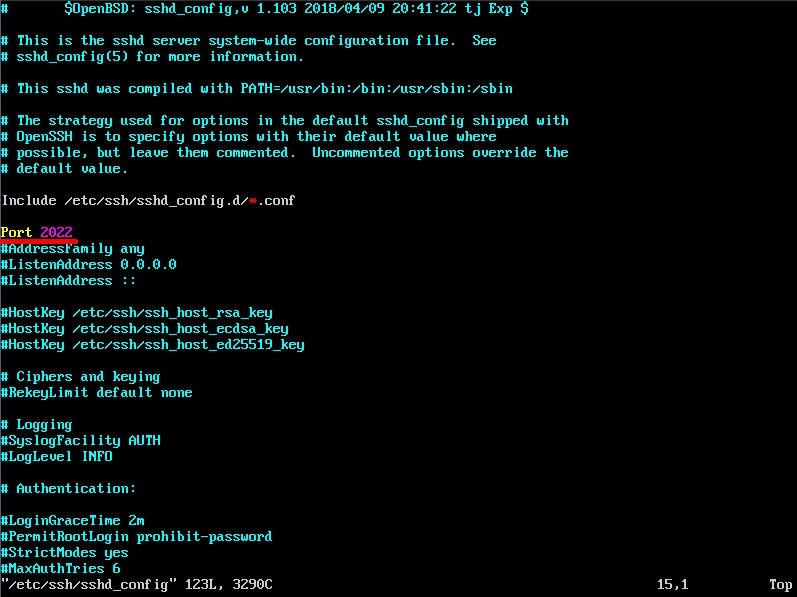 #       $OpenBSD: sshd_config,v 1.103 2018/04/09 20:41:22 tj Exp $
# This is the sshd server system-wide configuration file.  See
# sshd_config(5) for more information.
# This sshd was compiled with PATH=/usr/bin:/bin:/usr/sbin:/sbin
# The strategy used for options in the default sshd_config shipped with
# OpenSSH is to specify options with their default value where
# possible, but leave them commented.  Uncommented options override the
# default value.
Include /etc/ssh/sshd_config.d/*.conf
Port 2022
#AddressFamily any
#ListenAddress 0.0.0.0
#ListenAddress ::
#HostKey /etc/ssh/ssh_host_rsa_key
#HostKey /etc/ssh/ssh_host_ecdsa_key
#HostKey /etc/ssh/ssh_host_ed25519_key
# Ciphers and keying
#RekeyLimit default none
# Logging
#SyslogFacility AUTH
#LogLevel INFO
# Authentication:
#LoginGraceTime 2m
#PermitRootLogin prohibit-password
#StrictModes yes
#MaxAuthTries 6
"/etc/ssh/sshd_config" 123L, 3290C 15,1 Top